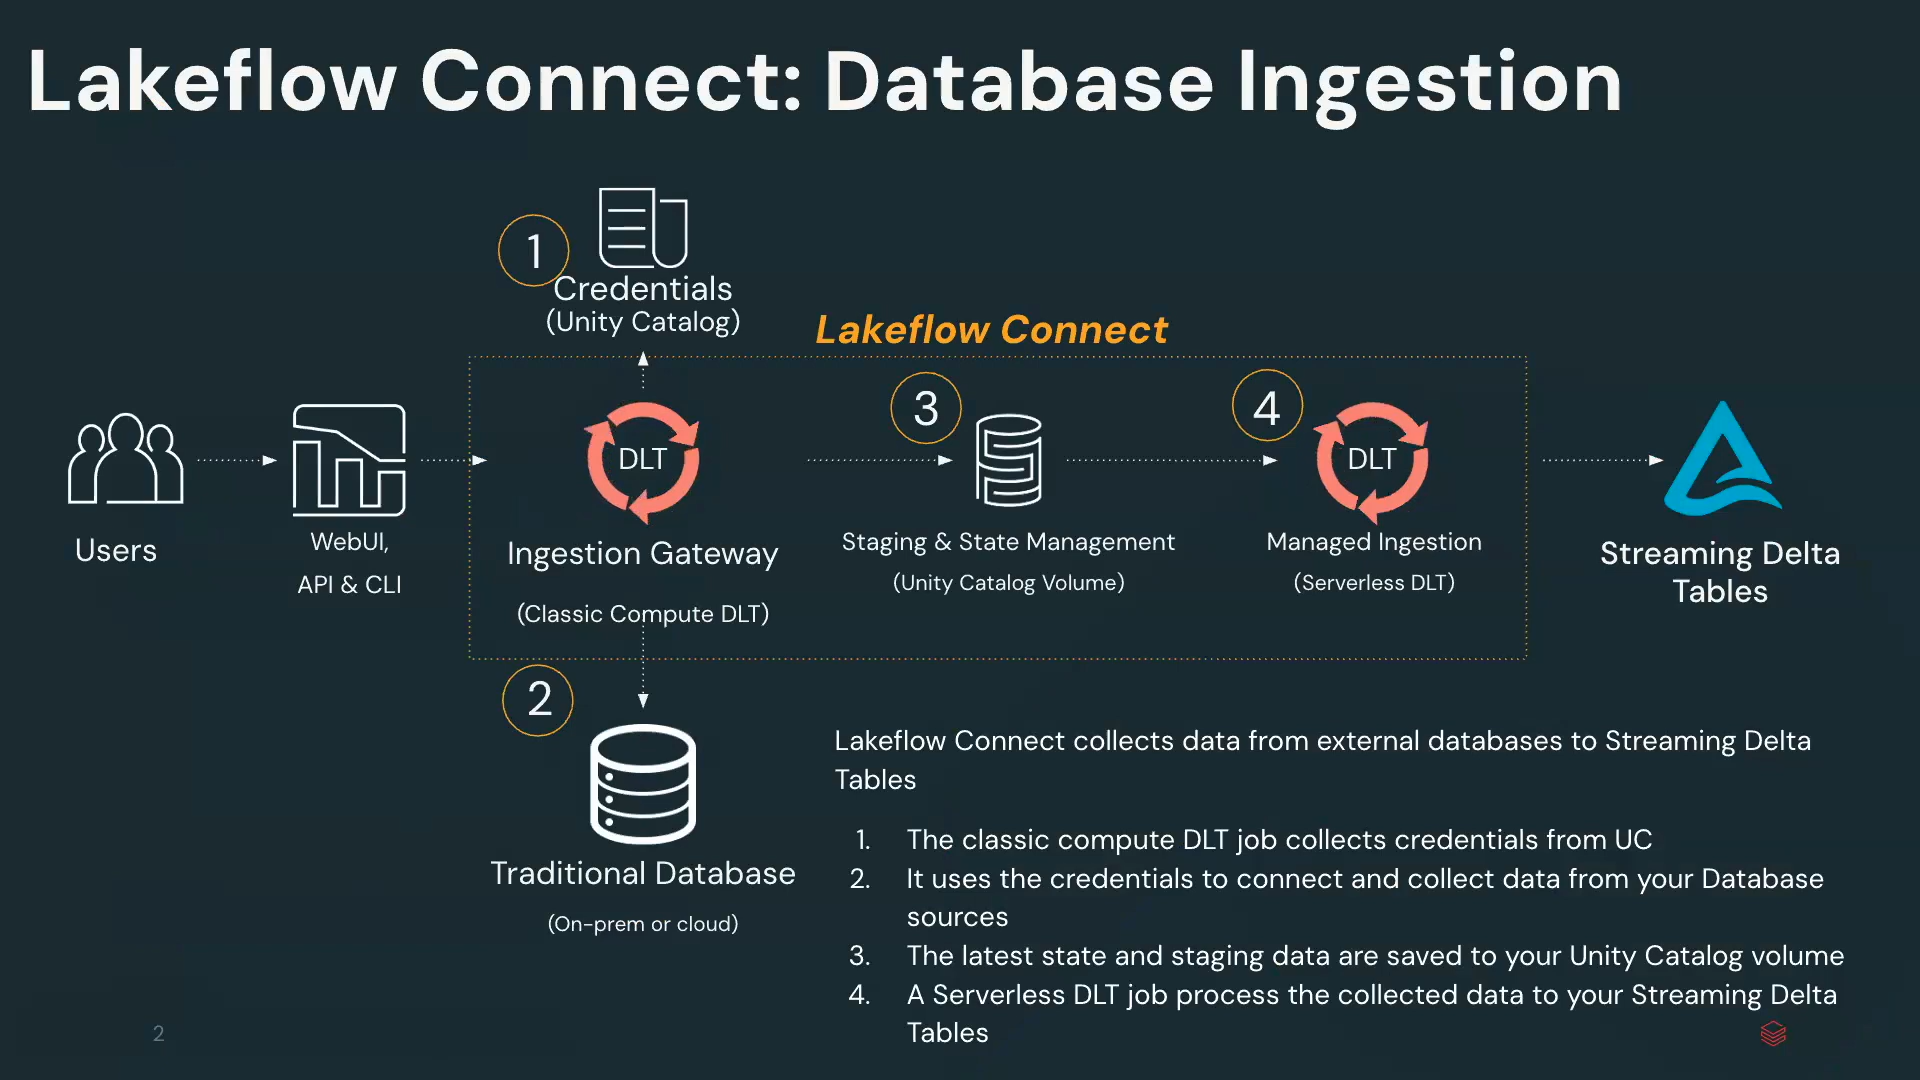 Lakeflow Connect: Database Ingestion
1
Credentials
(Unity Catalog)
Lakeflow Connect
3
4
DLT
DLT
Users
WebUI,
API & CLI
Ingestion Gateway
(Classic Compute DLT)
Staging & State Management
(Unity Catalog Volume)
Managed Ingestion
(Serverless DLT)
Streaming Delta
Tables
2
Traditional Database
(On-prem or cloud)
Lakeflow Connect collects data from external databases to Streaming Delta
Tables
1. The classic compute DLT job collects credentials from UC
2. It uses the credentials to connect and collect data from your Database
sources
3. The latest state and staging data are saved to your Unity Catalog volume
4. A Serverless DLT job process the collected data to your Streaming Delta
Tables
2